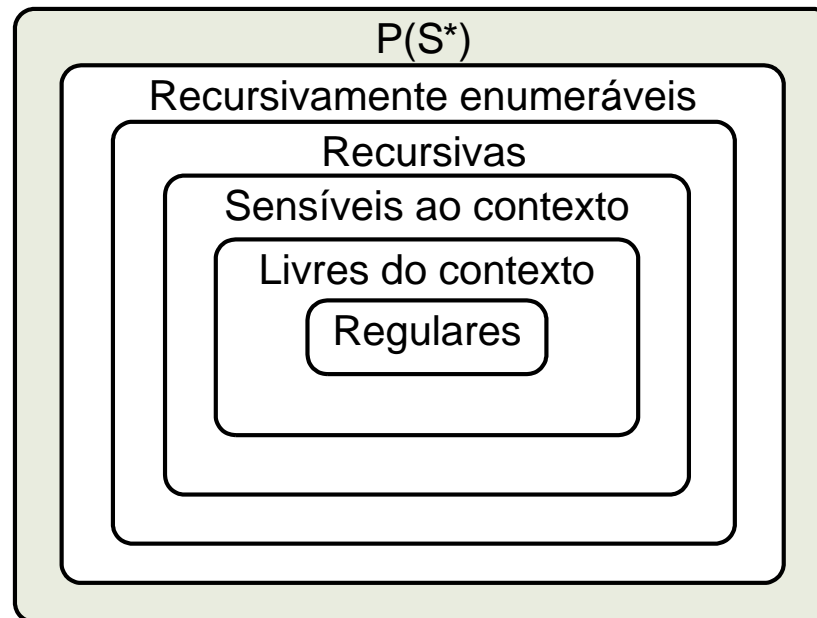 P(S*)
Recursivamente enumeráveis
Recursivas
Sensíveis ao contexto
Livres do contexto
Regulares